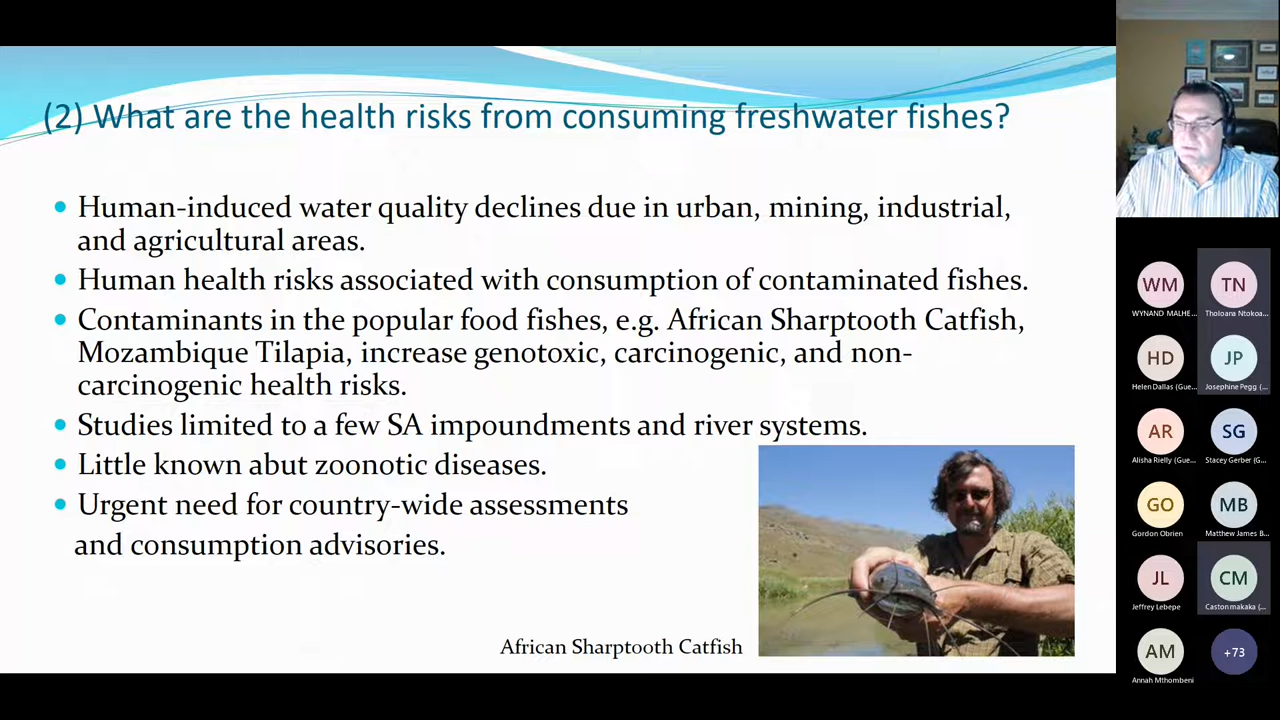 (2) What are the health risks from consuming freshwater fishes?
Human-induced water quality declines due in urban, mining, industrial,
and agricultural areas.
Human health risks associated with consumption of contaminated fishes.
Contaminants in the popular food fishes, e.g. African Sharptooth Catfish,
Mozambique Tilapia, increase genotoxic, carcinogenic, and non-
carcinogenic health risks.
Studies limited to a few SA impoundments and river systems.
Little known abut zoonotic diseases.
Urgent need for country-wide assessments
and consumption advisories.
African Sharptooth Catfish
WM
WYNAND MALHE...
TN
Tholoana Ntokoa...
HD
Helen Dallas (Gue...
JP
Josephine Pegg (...
AR
Alisha Rielly (Gue...
SG
Stacey Gerber (G...
GO
Gordon Obrien
MB
Matthew James B...
JL
Jeffrey Lebepe
CM
Caston makaka (...
AM
Annah Mthombeni
+73